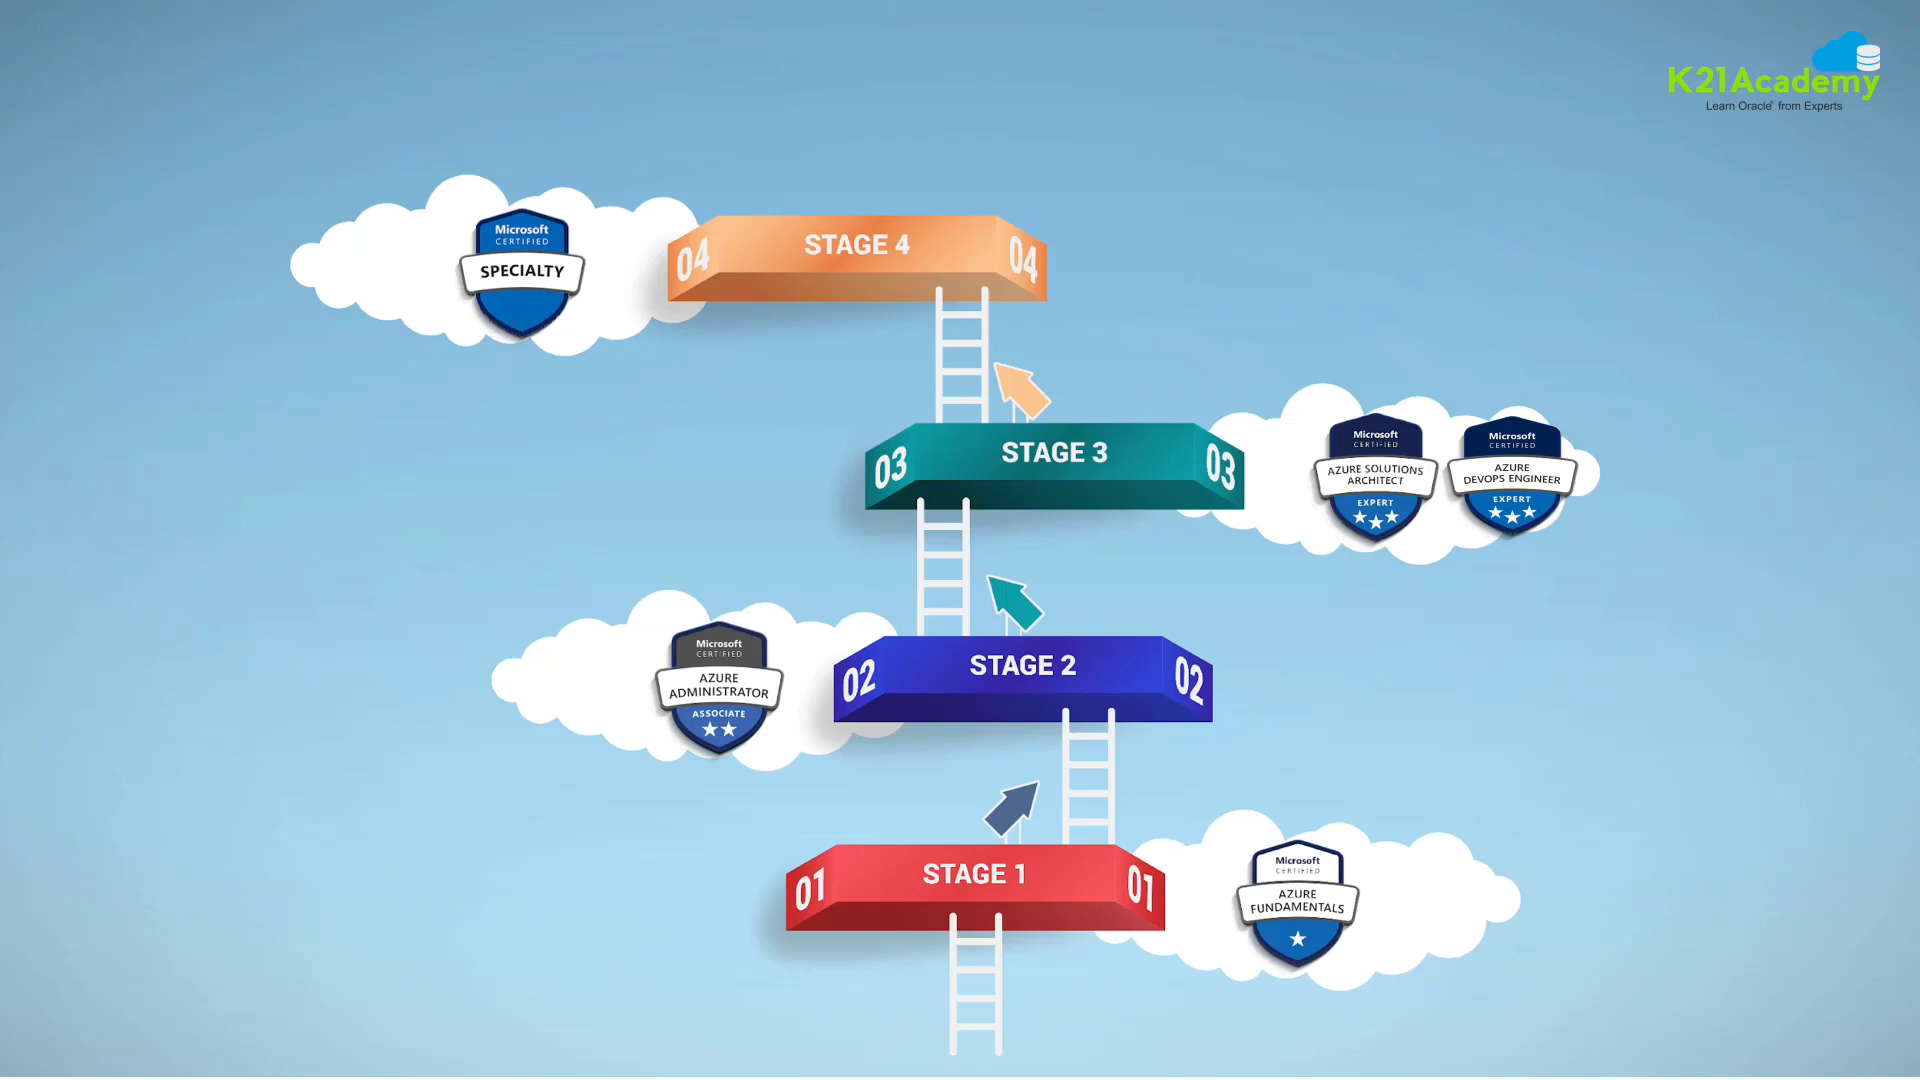 K21Academy
Learn Oracle® from Experts
Microsoft
CERTIFIED
SPECIALTY
04
STAGE 4
04
03
STAGE 3
03
Microsoft
CERTIFIED
AZURE SOLUTIONS
ARCHITECT
EXPERT
Microsoft
CERTIFIED
AZURE
DEVOPS ENGINEER
EXPERT
Microsoft
CERTIFIED
AZURE
ADMINISTRATOR
ASSOCIATE
02
STAGE 2
02
01
STAGE 1
01
Microsoft
CERTIFIED
AZURE
FUNDAMENTALS